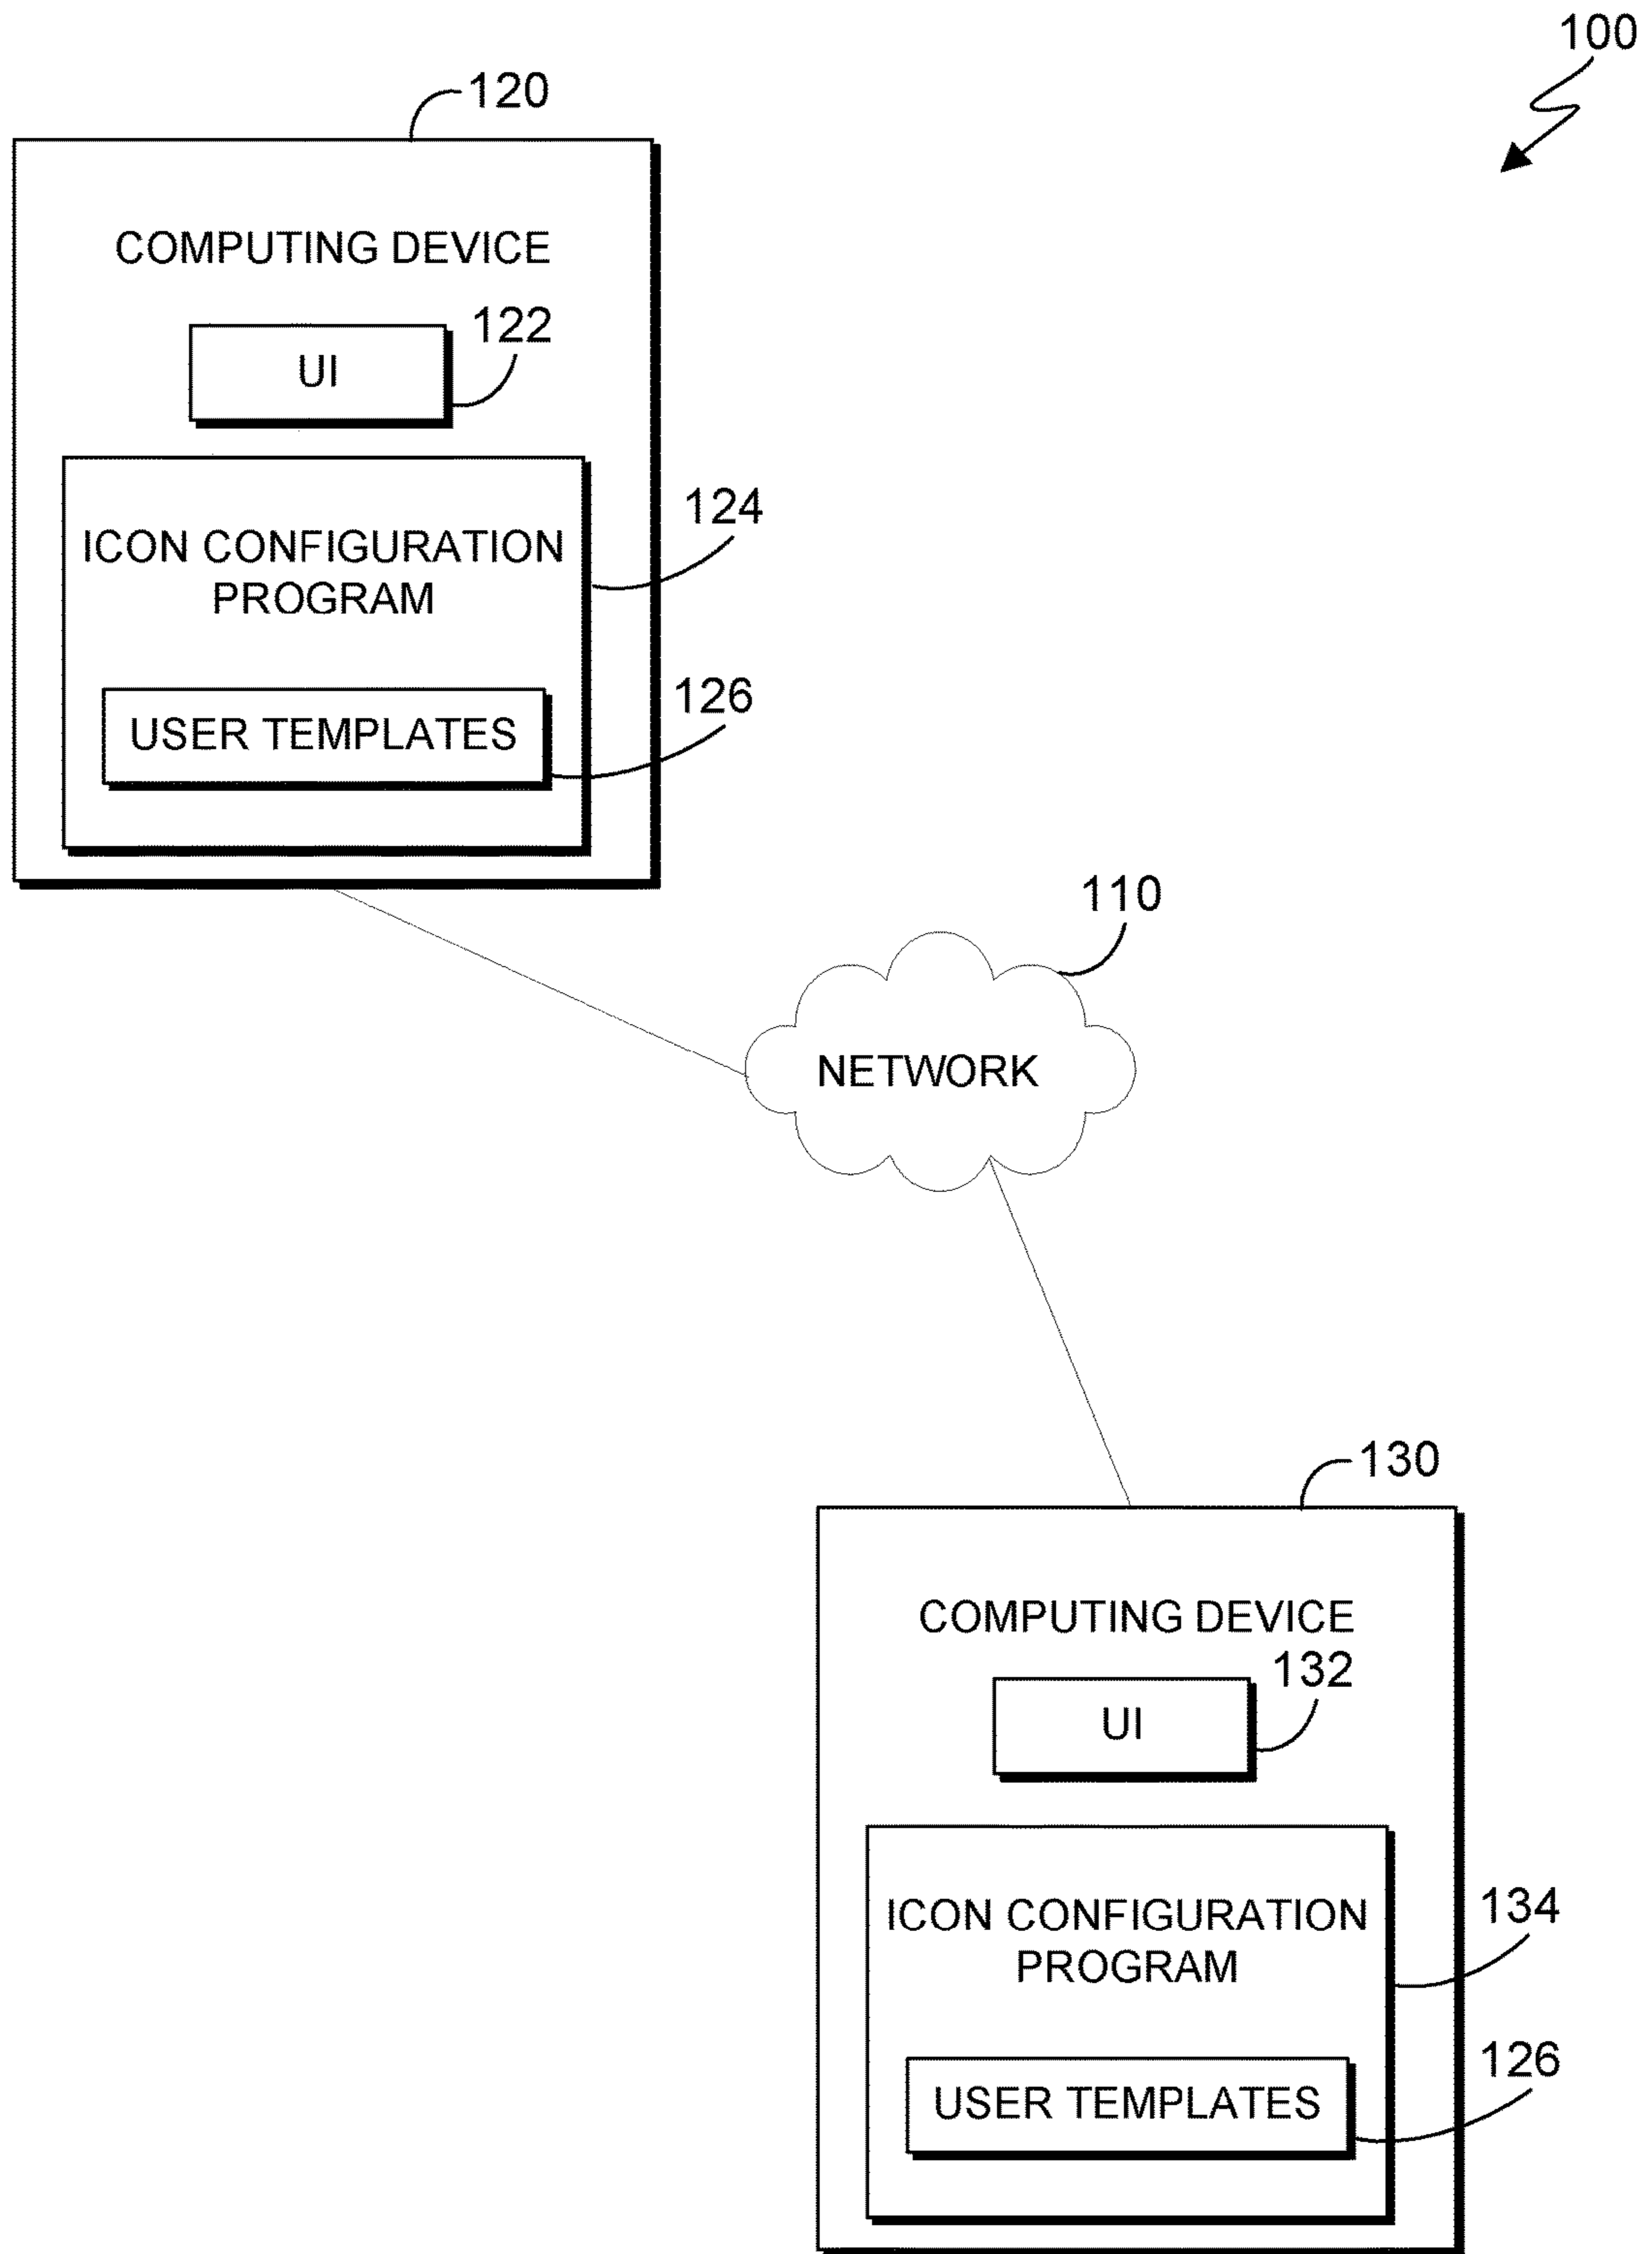 100
120
COMPUTING DEVICE
122
UI
124
ICON CONFIGURATION
PROGRAM
126
USER TEMPLATES
110
NETWORK
130
COMPUTING DEVICE
132
UI
134
ICON CONFIGURATION
PROGRAM
126
USER TEMPLATES